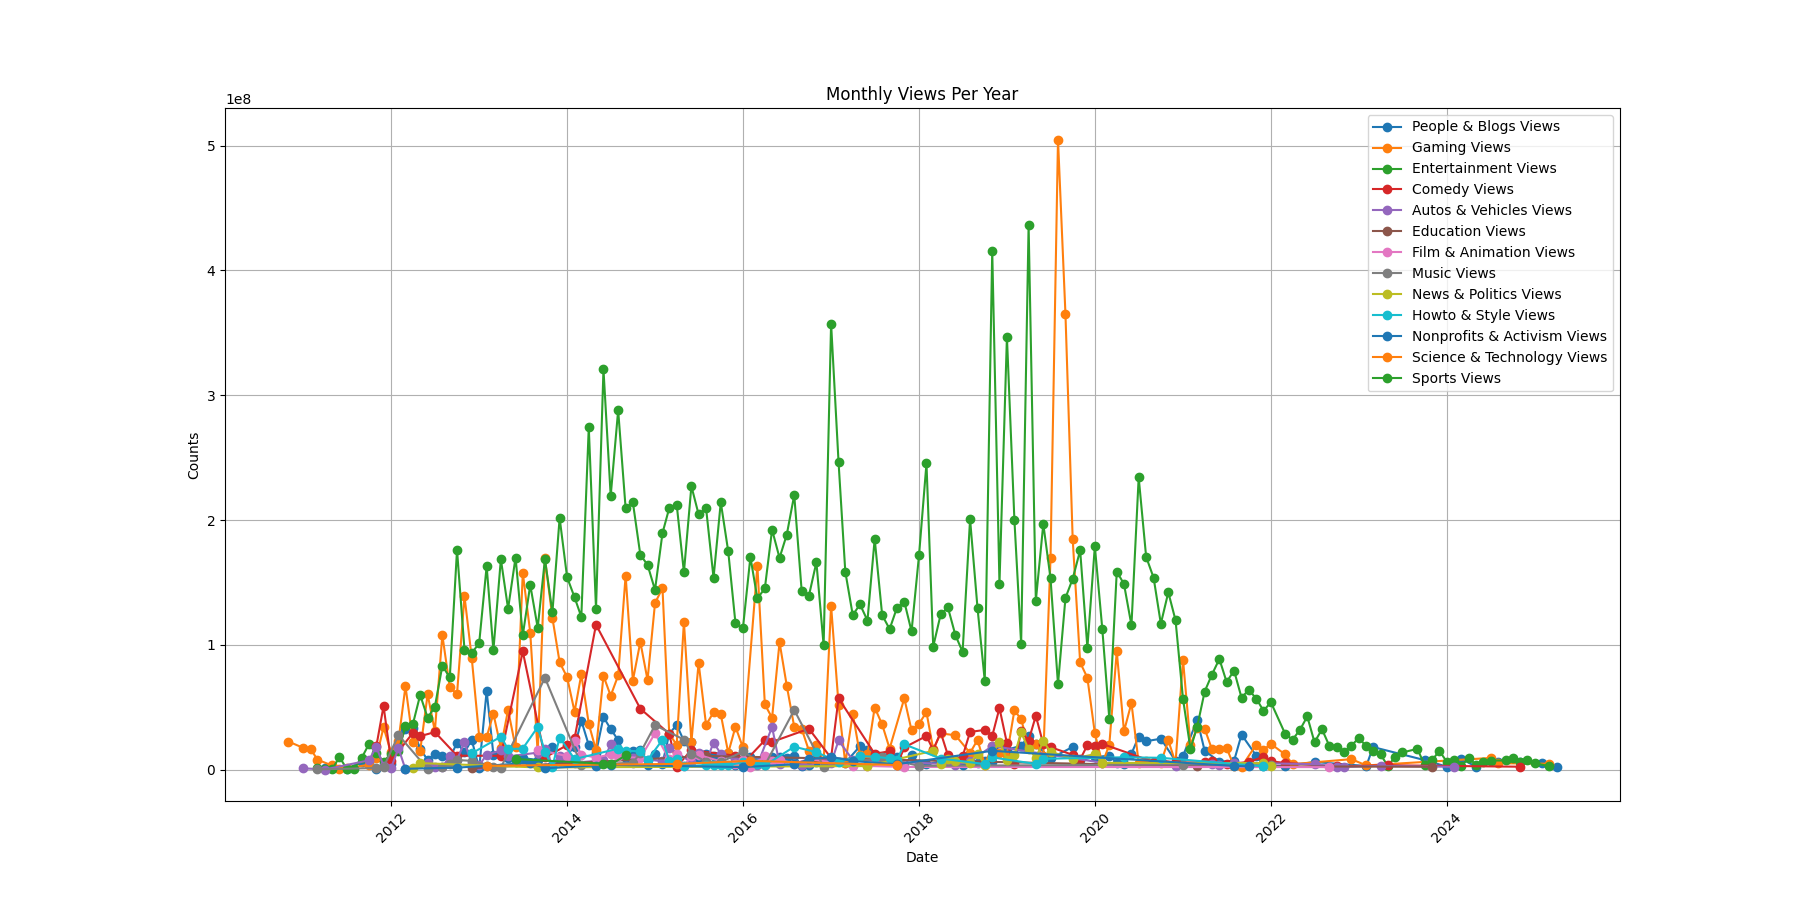 Monthly Views Per Year
1e8
5
4
3
2
1
0
Counts
2012
2014
2016
2018
2020
2022
2024
Date
People & Blogs Views
Gaming Views
Entertainment Views
Comedy Views
Autos & Vehicles Views
Education Views
Film & Animation Views
Music Views
News & Politics Views
Howto & Style Views
Nonprofits & Activism Views
Science & Technology Views
Sports Views